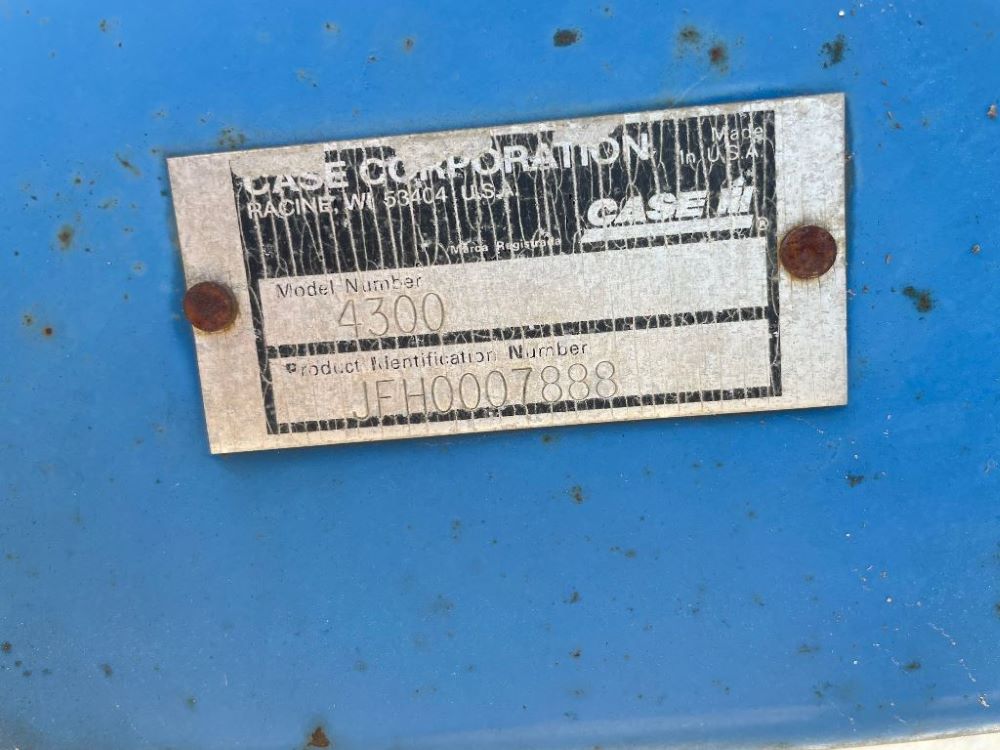 CASE CORPORATION
RACINE, WI 53404 U.S.A.
Made
In U.S.A.
CASE IH
®
Marca Registrada
Model Number
4300
Product Identification Number
JFH0007888